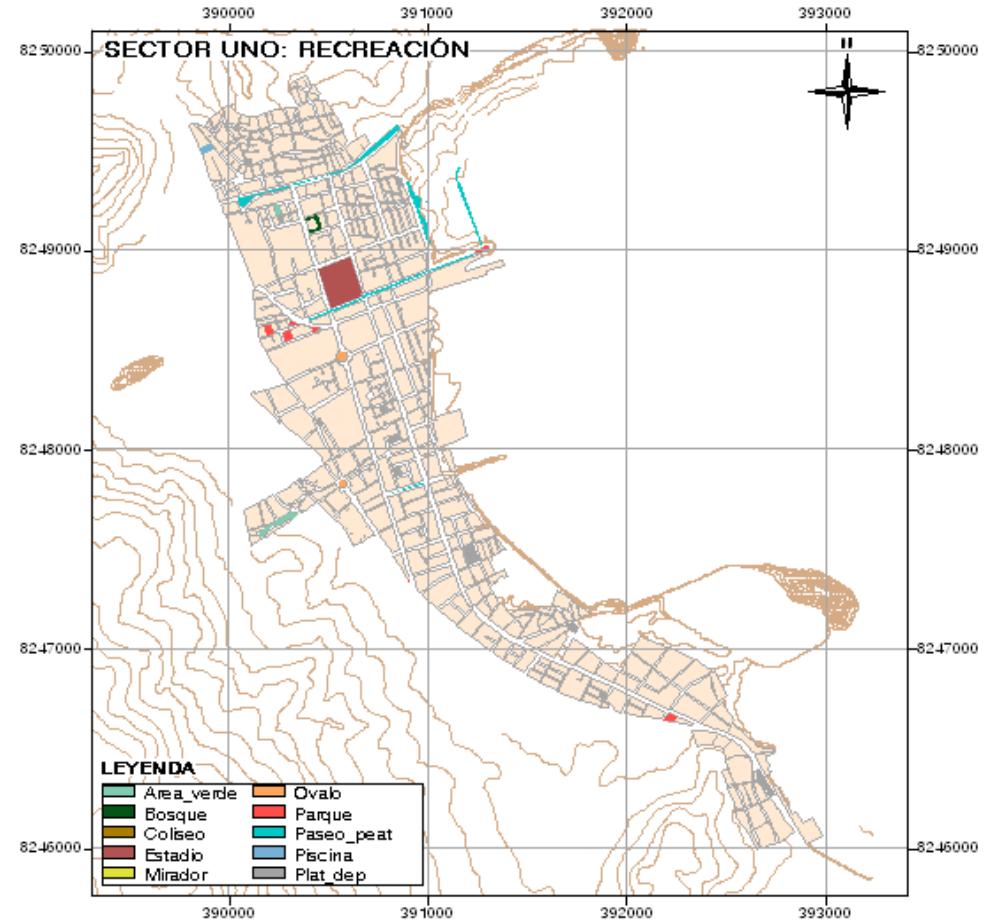 390000 391000 392000 393000
8250000 8250000
SECTOR UNO: RECREACIÓN
N
8249000 8249000
8248000 8248000
8247000 8247000
LEYENDA
Area_verde Ovalo
Bosque Parque
Coliseo Paseo_peat
Estadio Piscina
Mirador Plat_dep
8246000 8246000
390000 391000 392000 393000